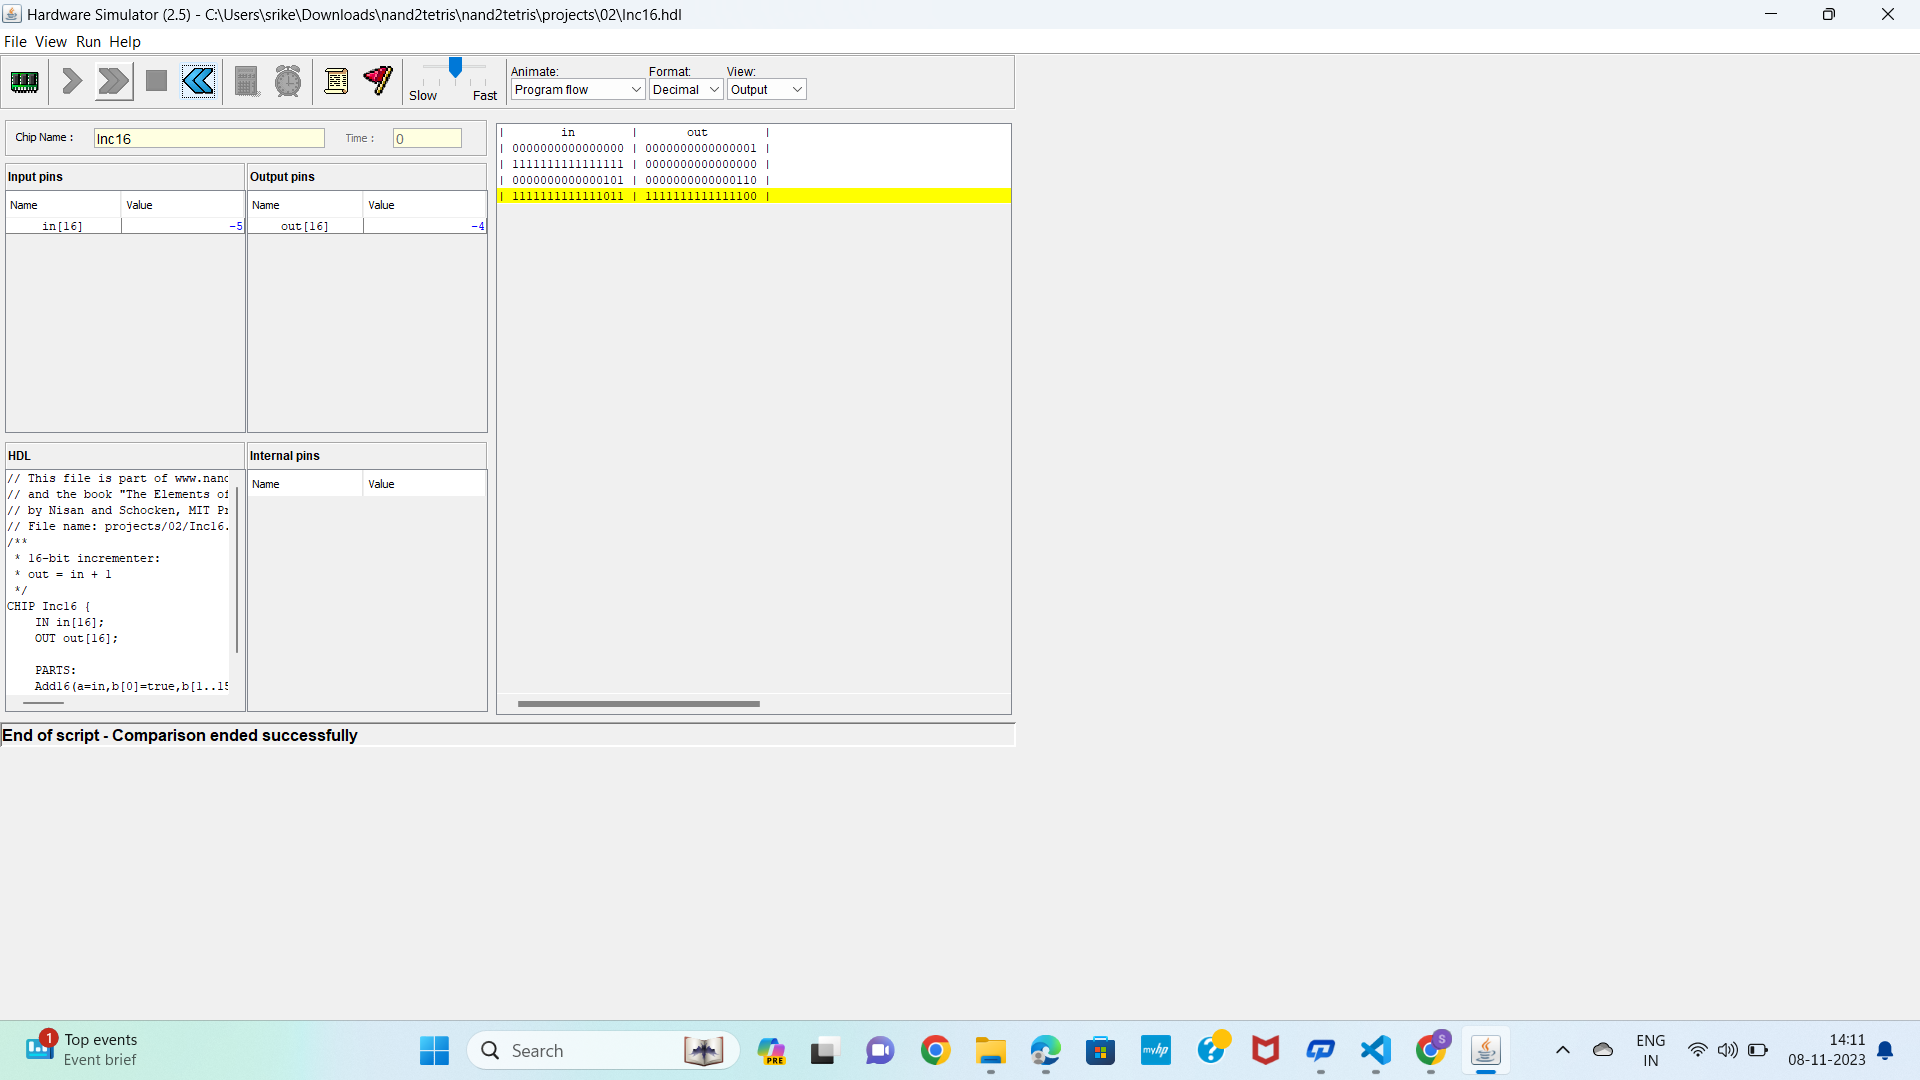 Hardware Simulator (2.5) - C:\Users\srike\Downloads\nand2tetris\nand2tetris\projects\02\Inc16.hdl
File View Run Help
Animate: Format: View:
Slow Fast Program flow Decimal Output
Chip Name : Inc16 Time : 0
Input pins Output pins
Name Value Name Value
in[16] -5 out[16] -4
| in | out |
| 0000000000000000 | 0000000000000001 |
| 1111111111111111 | 0000000000000000 |
| 0000000000000101 | 0000000000000110 |
| 1111111111111011 | 1111111111111100 |
HDL Internal pins
Name Value
// This file is part of www.nand
// and the book "The Elements of
// by Nisan and Schocken, MIT Pr
// File name: projects/02/Inc16.
/**
* 16-bit incrementer:
* out = in + 1
*/
CHIP Inc16 {
IN in[16];
OUT out[16];
PARTS:
Add16(a=in,b[0]=true,b[1..15
End of script - Comparison ended successfully
1 Top events
Event brief
Search
PRE
myhp
?
S
ENG
IN
14:11
08-11-2023